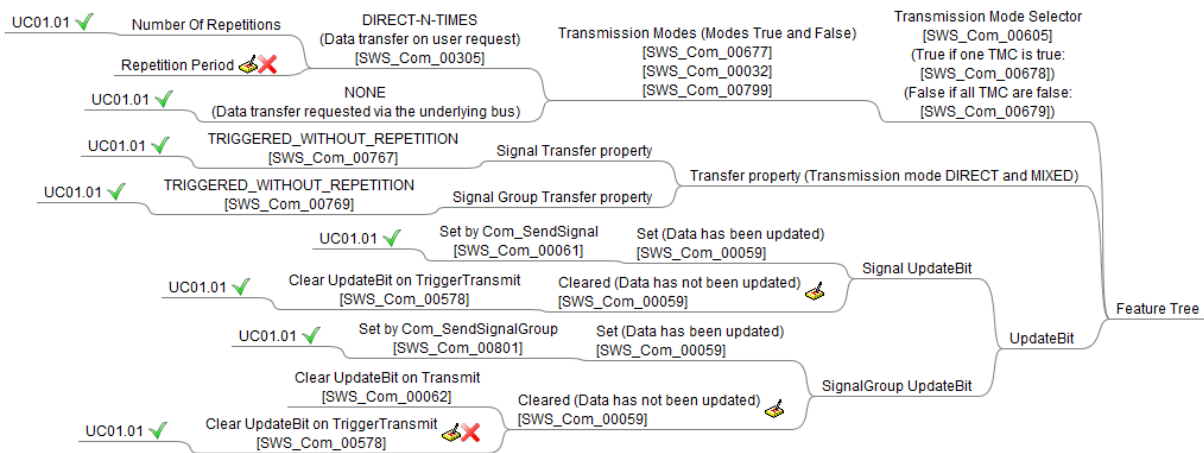 UC01.01
Number Of Repetitions
Repetition Period
DIRECT-N-TIMES
(Data transfer on user request)
[SWS_Com_00305]
UC01.01
NONE
(Data transfer requested via the underlying bus)
Transmission Modes (Modes True and False)
[SWS_Com_00677]
[SWS_Com_00032]
[SWS_Com_00799]
Transmission Mode Selector
[SWS_Com_00605]
(True if one TMC is true:
[SWS_Com_00678])
(False if all TMC are false:
[SWS_Com_00679])
UC01.01
TRIGGERED_WITHOUT_REPETITION
[SWS_Com_00767]
Signal Transfer property
UC01.01
TRIGGERED_WITHOUT_REPETITION
[SWS_Com_00769]
Signal Group Transfer property
Transfer property (Transmission mode DIRECT and MIXED)
UC01.01
Set by Com_SendSignal
[SWS_Com_00061]
Set (Data has been updated)
[SWS_Com_00059]
UC01.01
Clear UpdateBit on TriggerTransmit
[SWS_Com_00578]
Cleared (Data has not been updated)
[SWS_Com_00059]
Signal UpdateBit
UC01.01
Set by Com_SendSignalGroup
[SWS_Com_00801]
Set (Data has been updated)
[SWS_Com_00059]
Clear UpdateBit on Transmit
[SWS_Com_00062]
UC01.01
Clear UpdateBit on TriggerTransmit
[SWS_Com_00578]
Cleared (Data has not been updated)
[SWS_Com_00059]
SignalGroup UpdateBit
UpdateBit
Feature Tree